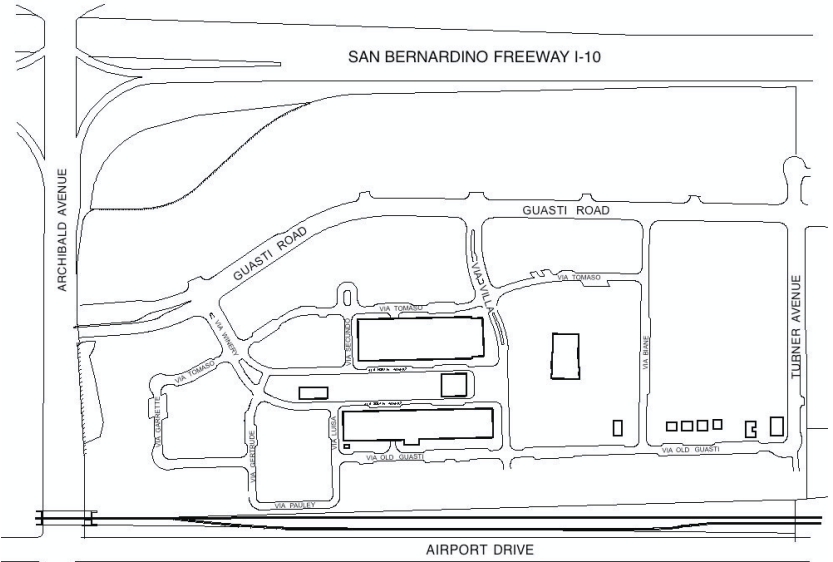 SAN BERNARDINO FREEWAY I-10
ARCHIBALD AVENUE
GUASTI ROAD
GUASTI ROAD
VIA VILLA
VIA TOMASO
TURNER AVENUE
VIA TOMASO
VIA WINERY
VIA SECUNDO
VIA BIANE
VIA TOMASO
VIA GARRETTE
VIA LUISA
VIA GERTRUDE
VIA OLD GUASTI
VIA OLD GUASTI
VIA PAULEY
AIRPORT DRIVE